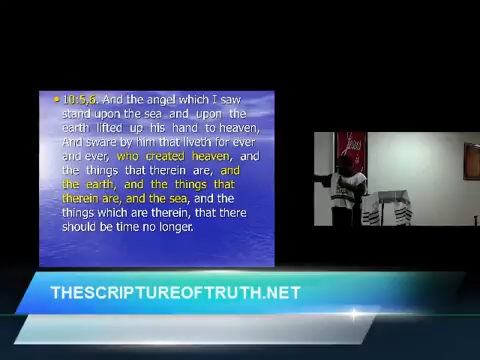 • 10:5,6. And the angel which I saw
stand upon the sea and upon the
earth lifted up his hand to heaven,
And sware by him that liveth for ever
and ever, who created heaven, and
the things that therein are, and
the earth, and the things that
therein are, and the sea, and the
things which are therein, that there
should be time no longer.
Jesus
THESCRIPTUREOFTRUTH.NET